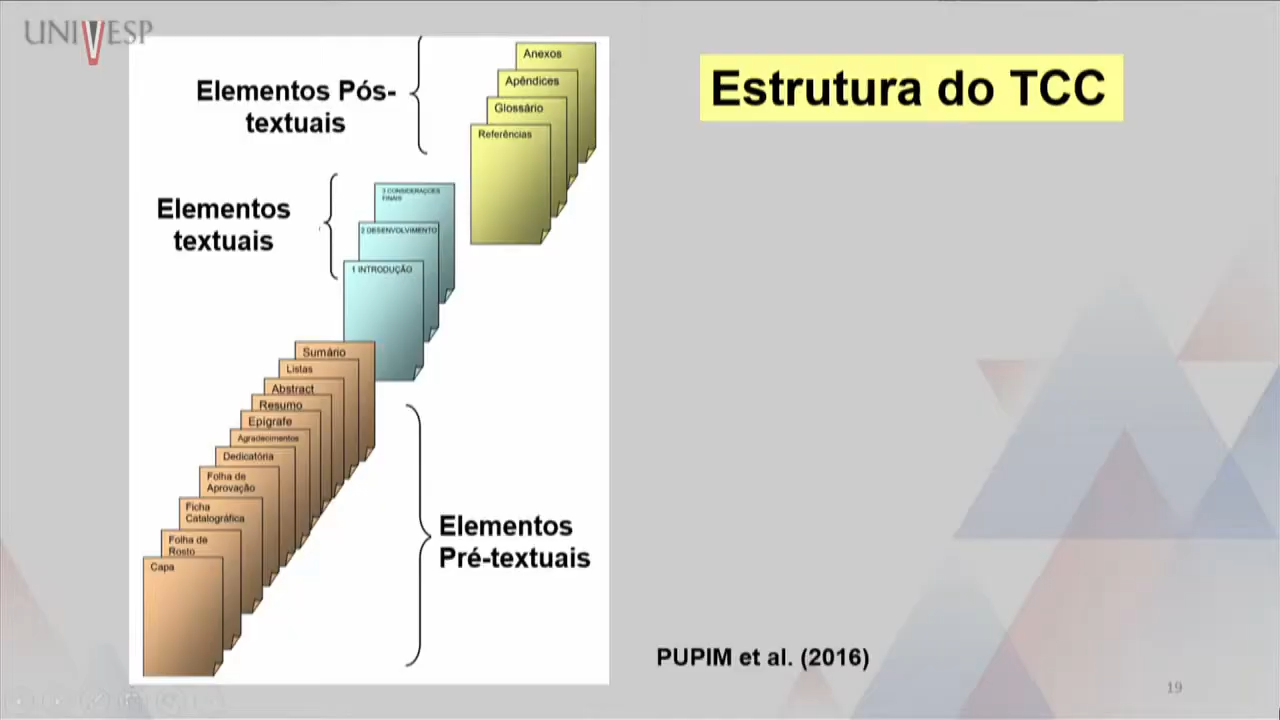 UNIVESP
Estrutura do TCC
Elementos Pós-
textuais
Anexos
Apêndices
Glossário
Referências
Elementos
textuais
3 CONSIDERAÇÕES
FINAIS
2 DESENVOLVIMENTO
1 INTRODUÇÃO
Sumário
Listas
Abstract
Resumo
Epígrafe
Agradecimentos
Dedicatória
Folha de
Aprovação
Ficha
Catalográfica
Folha de
Rosto
Capa
Elementos
Pré-textuais
PUPIM et al. (2016)
19